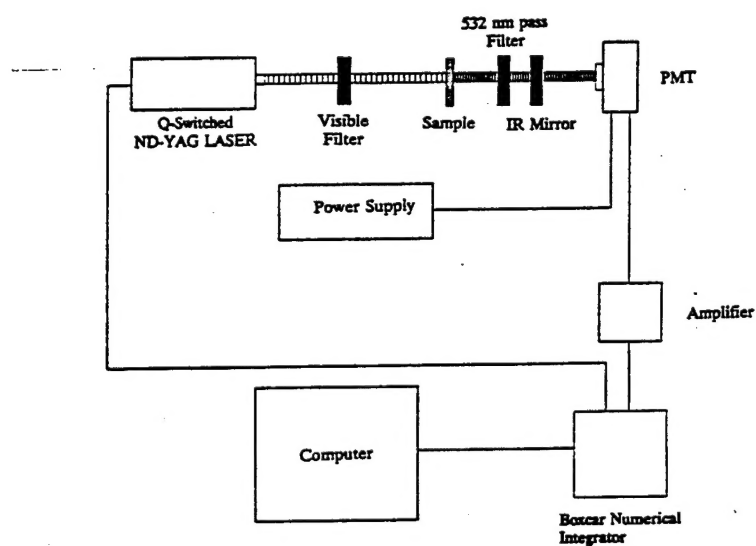 532 nm pass
Filter
PMT
Q-Switched
ND-YAG LASER
Visible
Filter
Sample
IR Mirror
Power Supply
Amplifier
Computer
Boxcar Numerical
Integrator